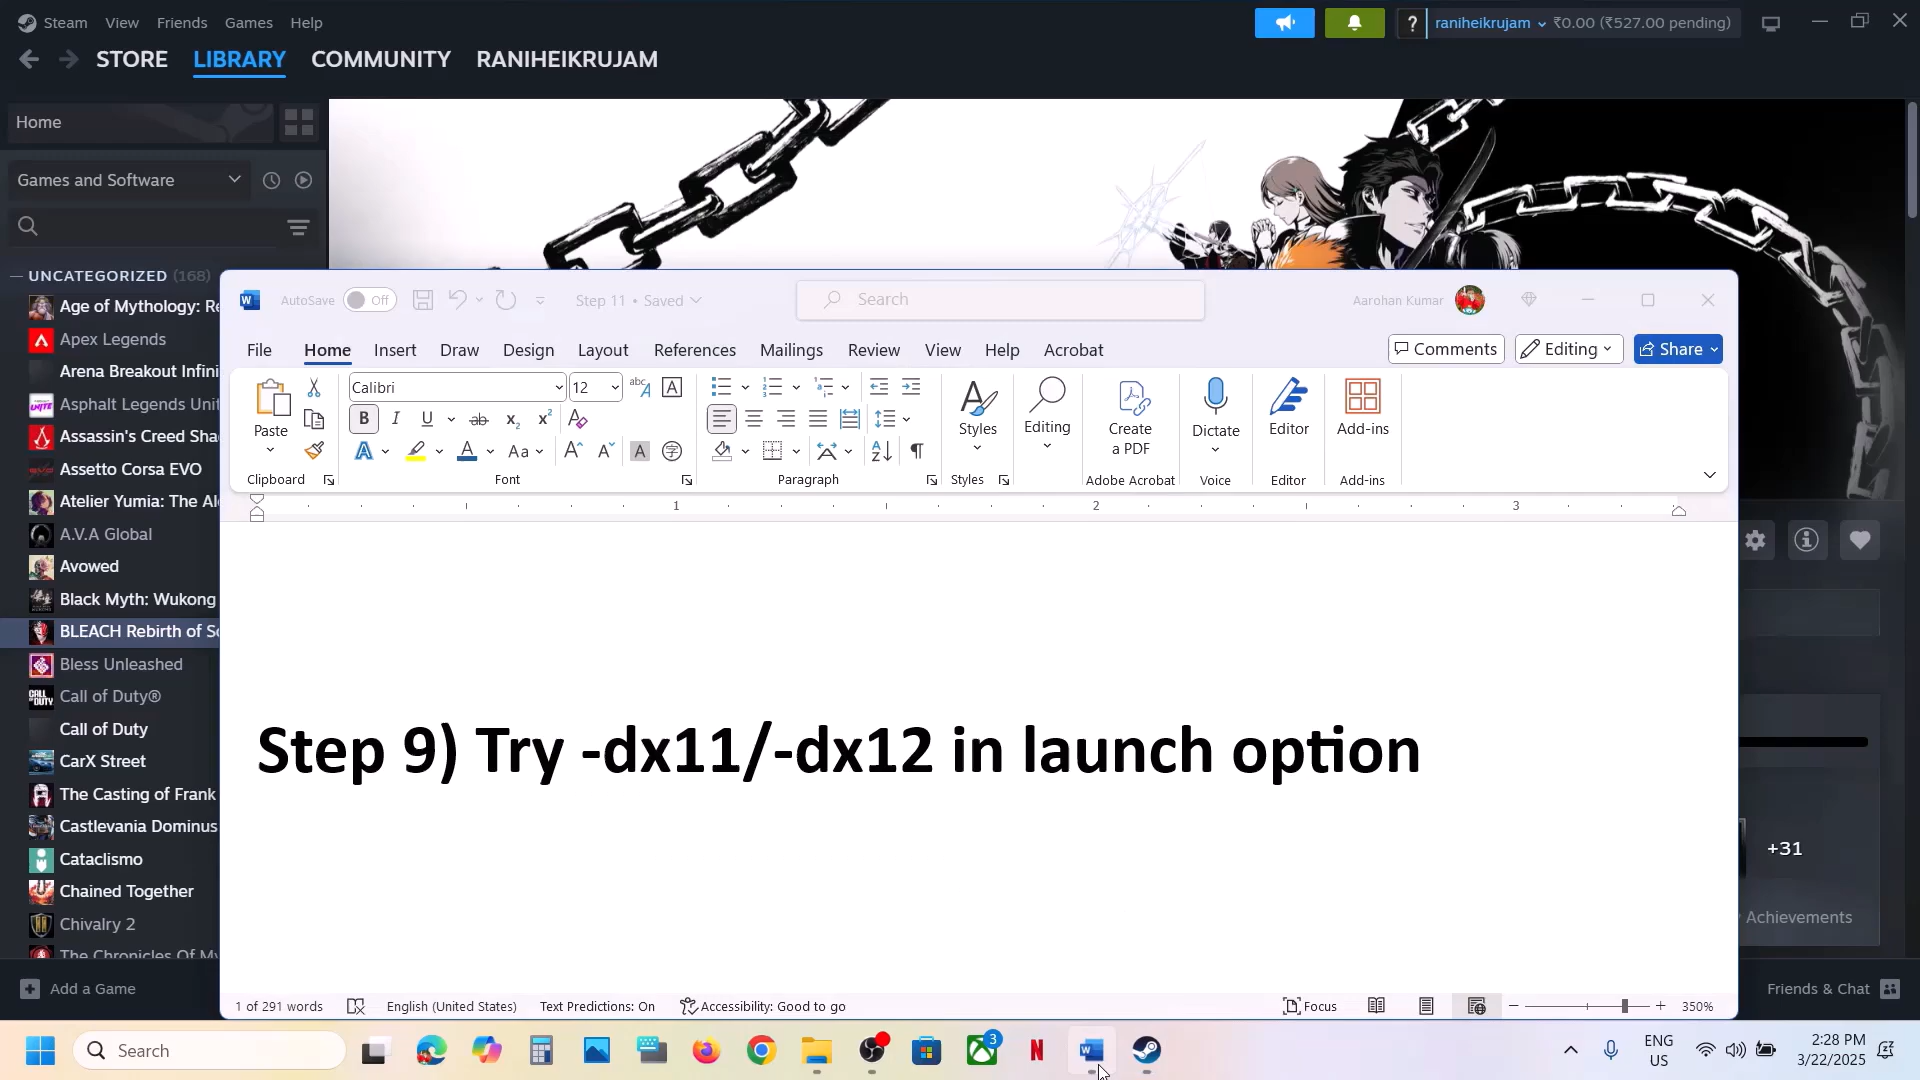 Steam View Friends Games Help
? raniheikrujam ₹0.00 (₹527.00 pending)
STORE LIBRARY COMMUNITY RANIHEIKRUJAM
Home
Games and Software
UNCATEGORIZED (168)
Age of Mythology: Re
Apex Legends
Arena Breakout Infini
Asphalt Legends Unit
Assassin's Creed Sha
Assetto Corsa EVO
Atelier Yumia: The Al
A.V.A Global
Avowed
Black Myth: Wukong
BLEACH Rebirth of So
Bless Unleashed
Call of Duty®
Call of Duty
CarX Street
The Casting of Frank
Castlevania Dominus
Cataclismo
Chained Together
Chivalry 2
The Chronicles Of My
Add a Game
AutoSave Off Step 11 • Saved Search Aarohan Kumar
File Home Insert Draw Design Layout References Mailings Review View Help Acrobat Comments Editing Share
Paste Calibri 12 Styles Editing Create a PDF Dictate Editor Add-ins
Clipboard Font Paragraph Styles Adobe Acrobat Voice Editor Add-ins
1 2 3
Step 9) Try -dx11/-dx12 in launch option
1 of 291 words English (United States) Text Predictions: On Accessibility: Good to go Focus 350%
+31
Achievements
Friends & Chat
Search 3 ENG US 2:28 PM 3/22/2025